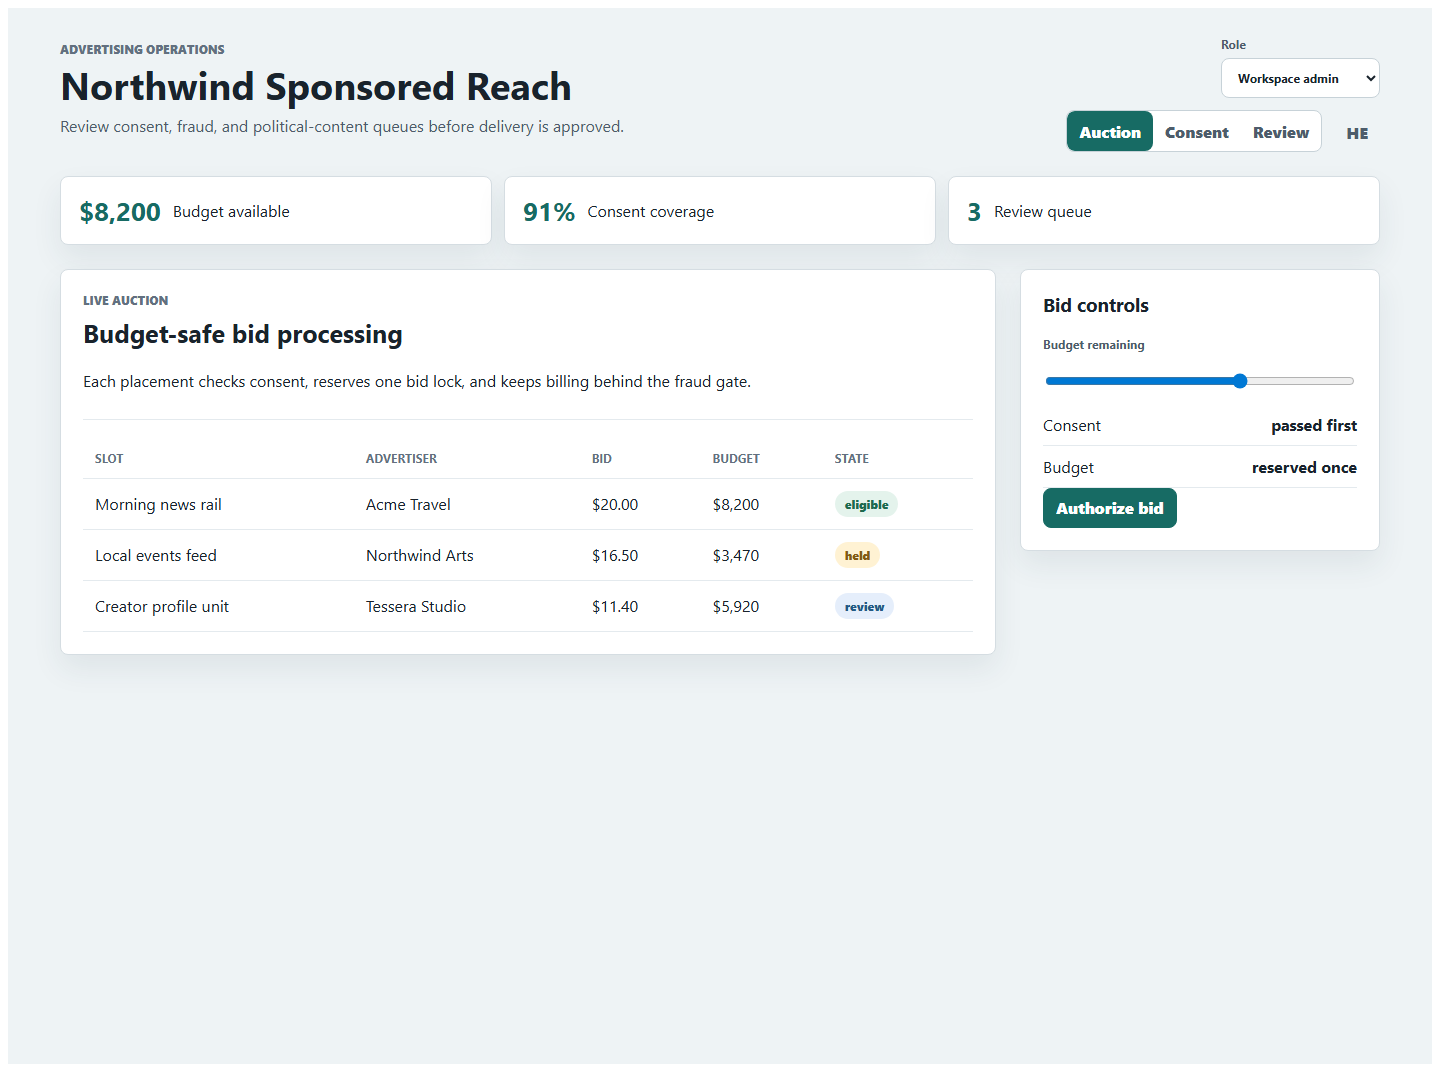 ADVERTISING OPERATIONS
Northwind Sponsored Reach
Review consent, fraud, and political-content queues before delivery is approved.
Role
Workspace admin
Auction Consent Review HE
$8,200 Budget available
91% Consent coverage
3 Review queue
LIVE AUCTION
Budget-safe bid processing
Each placement checks consent, reserves one bid lock, and keeps billing behind the fraud gate.
SLOT ADVERTISER BID BUDGET STATE
Morning news rail Acme Travel $20.00 $8,200 eligible
Local events feed Northwind Arts $16.50 $3,470 held
Creator profile unit Tessera Studio $11.40 $5,920 review
Bid controls
Budget remaining
Consent passed first
Budget reserved once
Authorize bid